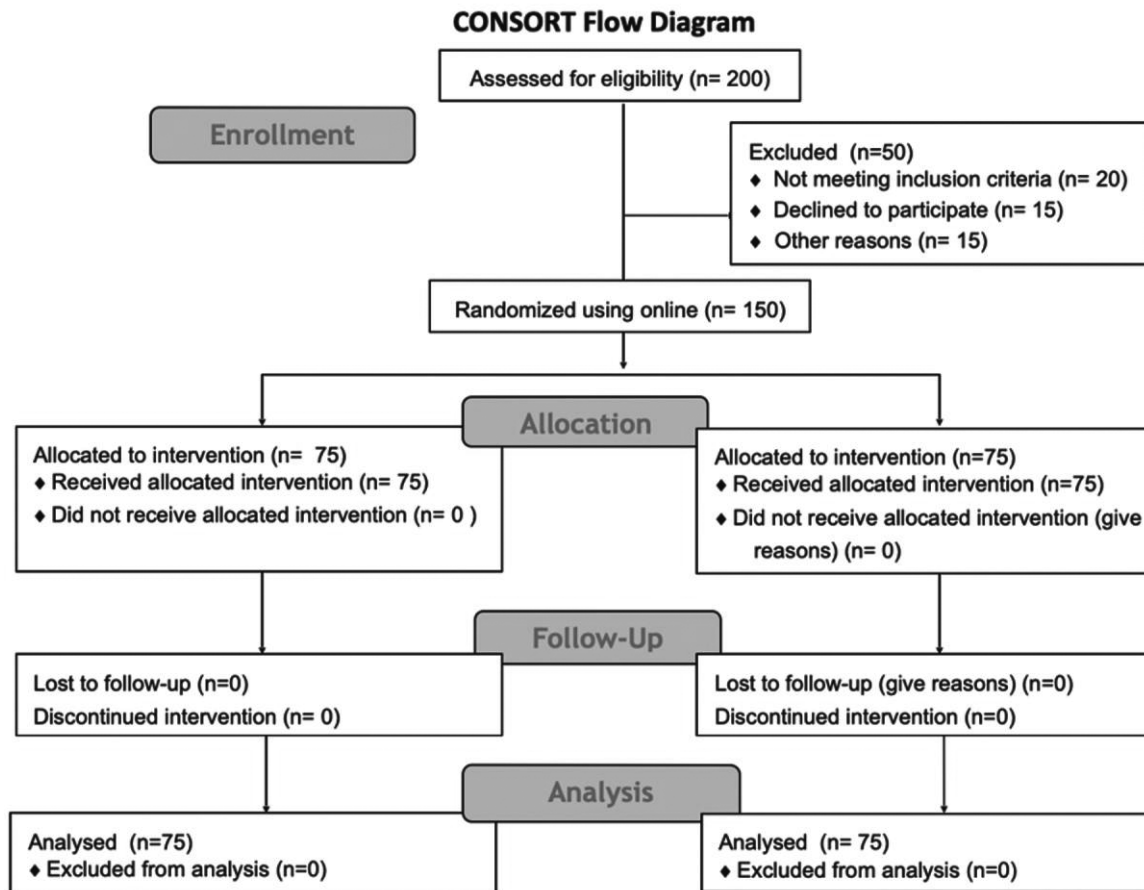 CONSORT Flow Diagram
Assessed for eligibility (n= 200)
Enrollment
Excluded (n=50)
♦ Not meeting inclusion criteria (n= 20)
♦ Declined to participate (n= 15)
♦ Other reasons (n= 15)
Randomized using online (n= 150)
Allocation
Allocated to intervention (n= 75)
♦ Received allocated intervention (n= 75)
♦ Did not receive allocated intervention (n= 0 )
Allocated to intervention (n=75)
♦ Received allocated intervention (n=75)
♦ Did not receive allocated intervention (give
reasons) (n= 0)
Follow-Up
Lost to follow-up (n=0)
Discontinued intervention (n= 0)
Lost to follow-up (give reasons) (n=0)
Discontinued intervention (n=0)
Analysis
Analysed (n=75)
♦ Excluded from analysis (n=0)
Analysed (n= 75)
♦ Excluded from analysis (n=0)